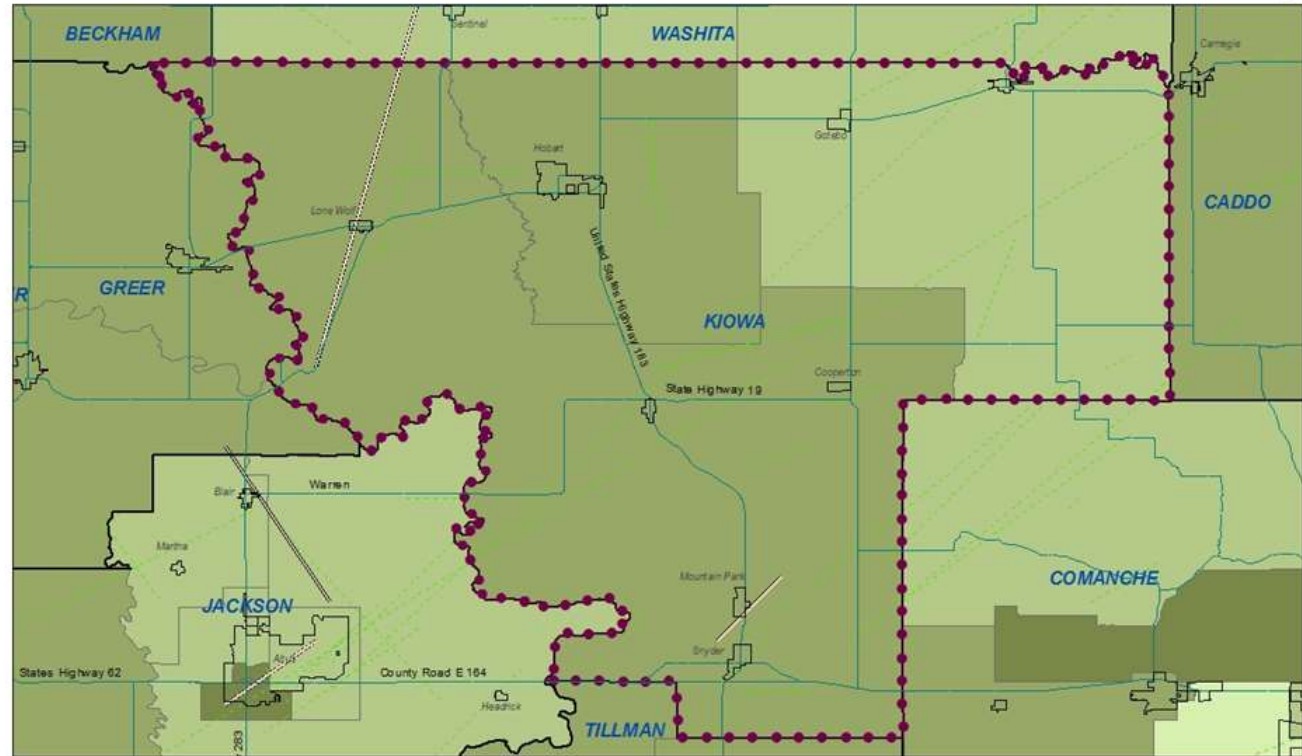 BECKHAM
Sentinel
WASHITA
Carnegie
Gotebo
Hobart
CADDO
Lone Wolf
GREER
R
United States Highway 183
KIOWA
Cooperton
State Highway 19
Blair
Warren
Martha
Mountain Park
COMANCHE
JACKSON
Altus
Snyder
States Highway 62
County Road E 164
Headrick
TILLMAN
y 283